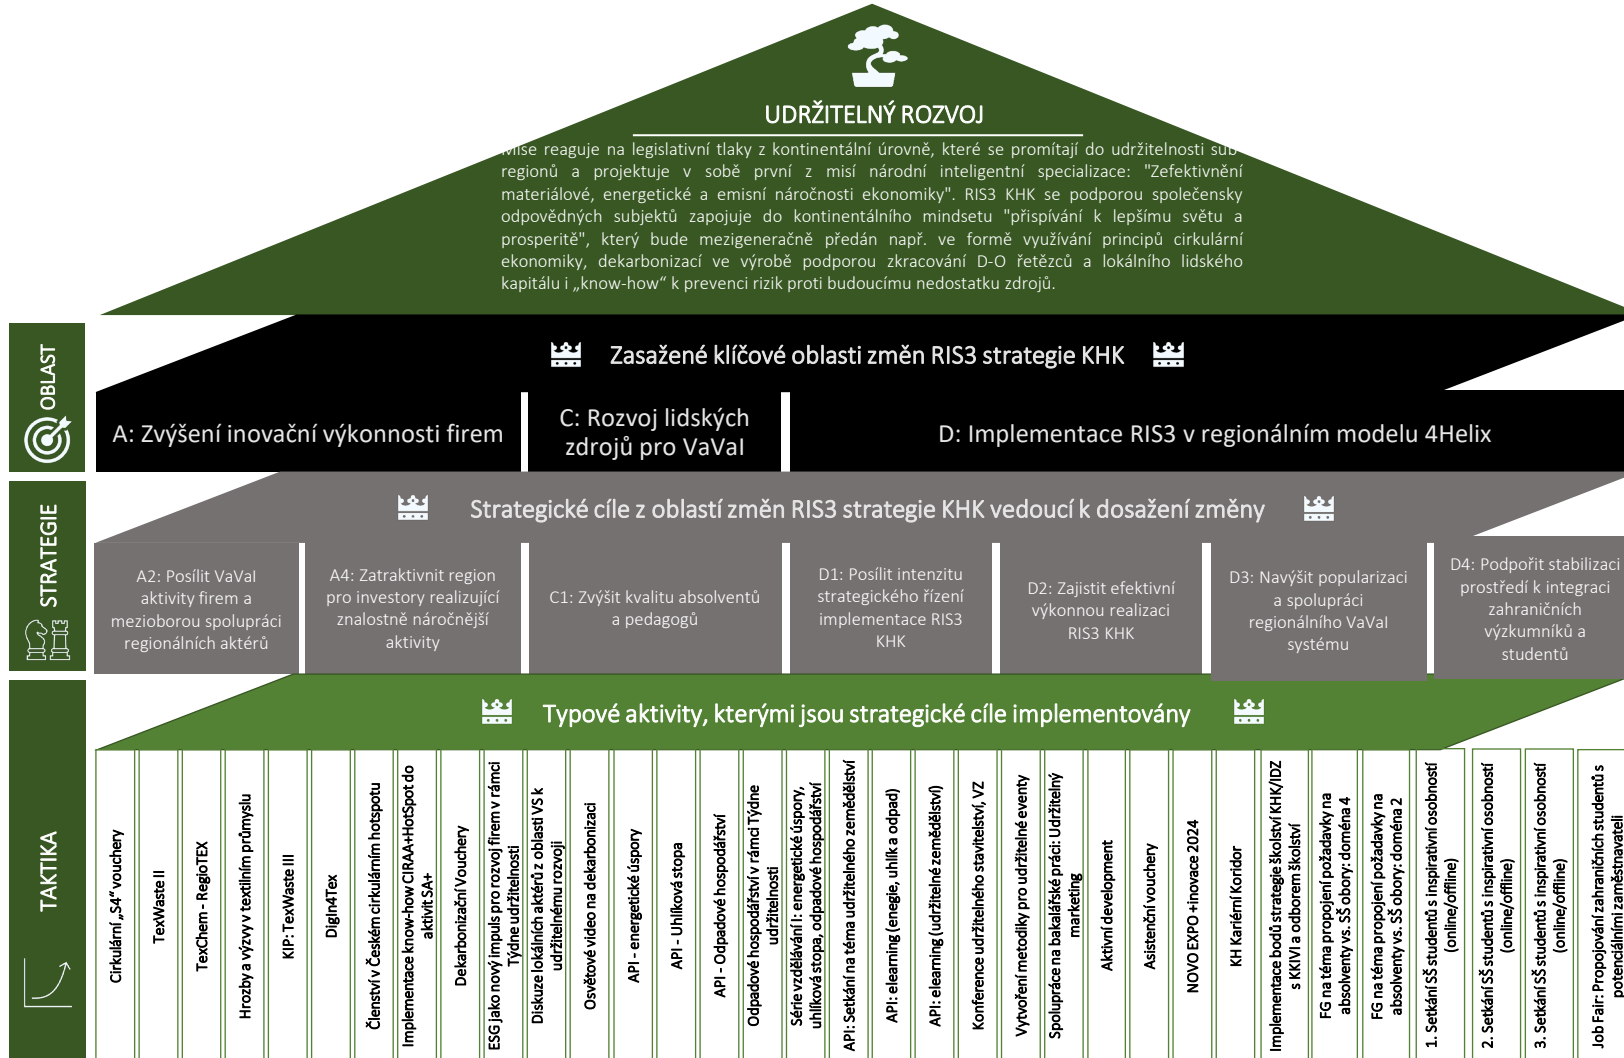 UDRŽITELNÝ ROZVOJ
Mise reaguje na legislativní tlaky z kontinentální úrovně, které se promítají do udržitelnosti sub-
regionů a projektuje v sobě první z misí národní inteligentní specializace: "Zefektivnění
materiálové, energetické a emisní náročnosti ekonomiky". RIS3 KHK se podporou společensky
odpovědných subjektů zapojuje do kontinentálního mindsetu "přispívání k lepšímu světu a
prosperitě", který bude mezigeneračně předán např. ve formě využívání principů cirkulární
ekonomiky, dekarbonizací ve výrobě podporou zkracování D-O řetězců a lokálního lidského
kapitálu i „know-how“ k prevenci rizik proti budoucímu nedostatku zdrojů.
OBLAST
Zasažené klíčové oblasti změn RIS3 strategie KHK
A: Zvýšení inovační výkonnosti firem
C: Rozvoj lidských
zdrojů pro VaVaI
D: Implementace RIS3 v regionálním modelu 4Helix
STRATEGIE
Strategické cíle z oblastí změn RIS3 strategie KHK vedoucí k dosažení změny
A2: Posílit VaVaI
aktivity firem a
mezioborou spolupráci
regionálních aktérů
A4: Zatraktivnit region
pro investory realizující
znalostně náročnější
aktivity
C1: Zvýšit kvalitu absolventů
a pedagogů
D1: Posílit intenzitu
strategického řízení
implementace RIS3
KHK
D2: Zajistit efektivní
výkonnou realizaci
RIS3 KHK
D3: Navýšit popularizaci
a spolupráci
regionálního VaVaI
systému
D4: Podpořit stabilizaci
prostředí k integraci
zahraničních
výzkumníků a
studentů
TAKTIKA
Typové aktivity, kterými jsou strategické cíle implementovány
Cirkulární „S4“ vouchery
TexWaste II
TexChem - RegioTEX
Hrozby a výzvy v textilním průmyslu
KIP: TexWaste III
DigIn4Tex
Členství v Českém cirkulárním hotspotu
Implementace know-how CIRAA+HotSpot do
aktivit SA+
Dekarbonizační Vouchery
ESG jako nový impuls pro rozvoj firem v rámci
Týdne udržitelnosti
Diskuze lokálních aktérů z oblasti VS k
udržitelnému rozvoji
Osvětové video na dekarbonizaci
API - energetické úspory
API - Uhlíková stopa
API - Odpadové hospodářství
Odpadové hospodářství v rámci Týdne
udržitelnosti
Série vzdělávání I: energetické úspory,
uhlíková stopa, odpadové hospodářství
API: Setkání na téma udržitelného zemědělství
API: elearning (enegie, uhlík a odpad)
API: elearning (udržitelné zemědělství)
Konference udržitelného stavitelství, VZ
Vytvoření metodiky pro udržitelné eventy
Spolupráce na bakalářské práci: Udržitelný
marketing
Aktivní development
Asistenční vouchery
NOVO EXPO +inovace 2024
KH Kariérní Koridor
Implementace bodů strategie školství KHK/IDZ
s KKIVI a odborem školství
FG na téma propojení požadavky na
absolventy vs. SŠ obory: doména 4
FG na téma propojení požadavky na
absolventy vs. SŠ obory: doména 2
1. Setkání SŠ studentů s inspirativní osobností
(online/offline)
2. Setkání SŠ studentů s inspirativní osobností
(online/offline)
3. Setkání SŠ studentů s inspirativní osobností
(online/offline)
Job Fair: Propojování zahraničních studentů s
potenciálními zaměstnavateli